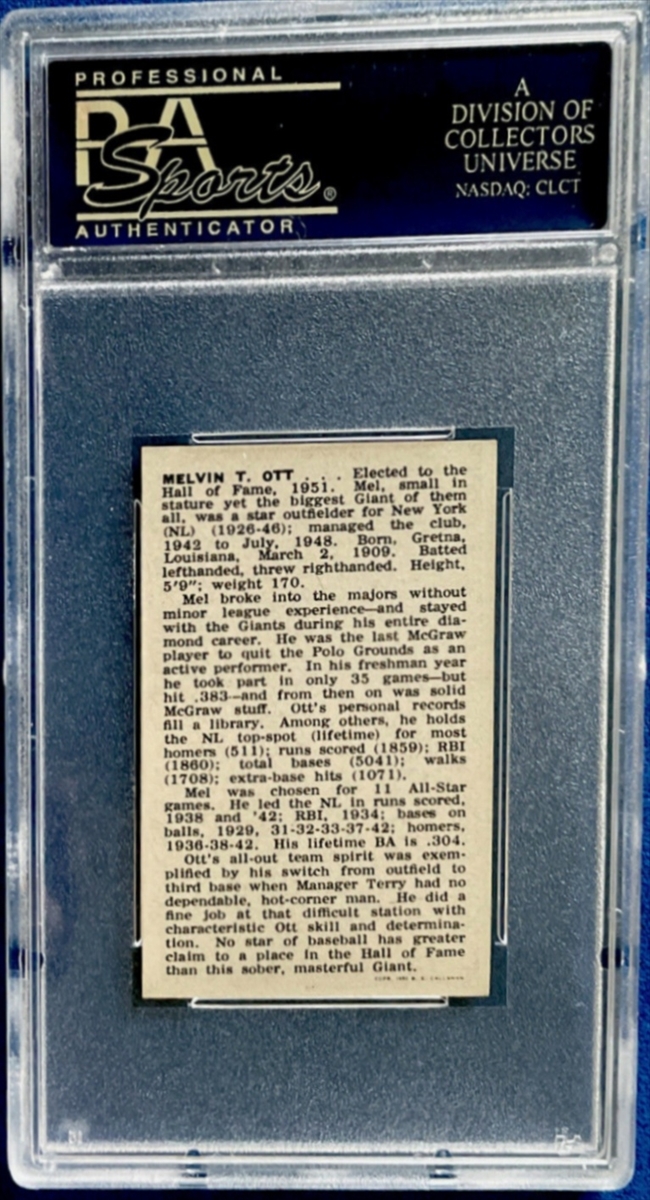 PROFESSIONAL
PSA
Sports®
AUTHENTICATOR
A
DIVISION OF
COLLECTORS
UNIVERSE
NASDAQ: CLCT
MELVIN T. OTT . . . Elected to the
Hall of Fame, 1951. Mel, small in
stature yet the biggest Giant of them
all, was a star outfielder for New York
(NL) (1926-46); managed the club,
1942 to July, 1948. Born, Gretna,
Louisiana, March 2, 1909. Batted
lefthanded, threw righthanded. Height,
5'9"; weight 170.
Mel broke into the majors without
minor league experience—and stayed
with the Giants during his entire dia-
mond career. He was the last McGraw
player to quit the Polo Grounds as an
active performer. In his freshman year
he took part in only 35 games—but
hit .383—and from then on was solid
McGraw stuff. Ott's personal records
fill a library. Among others, he holds
the NL top-spot (lifetime) for most
homers (511); runs scored (1859); RBI
(1860); total bases (5041); walks
(1708); extra-base hits (1071).
Mel was chosen for 11 All-Star
games. He led the NL in runs scored,
1938 and '42; RBI, 1934; bases on
balls, 1929, 31-32-33-37-42; homers,
1936-38-42. His lifetime BA is .304.
Ott's all-out team spirit was exem-
plified by his switch from outfield to
third base when Manager Terry had no
dependable, hot-corner man. He did a
fine job at that difficult station with
characteristic Ott skill and determina-
tion. No star of baseball has greater
claim to a place in the Hall of Fame
than this sober, masterful Giant.